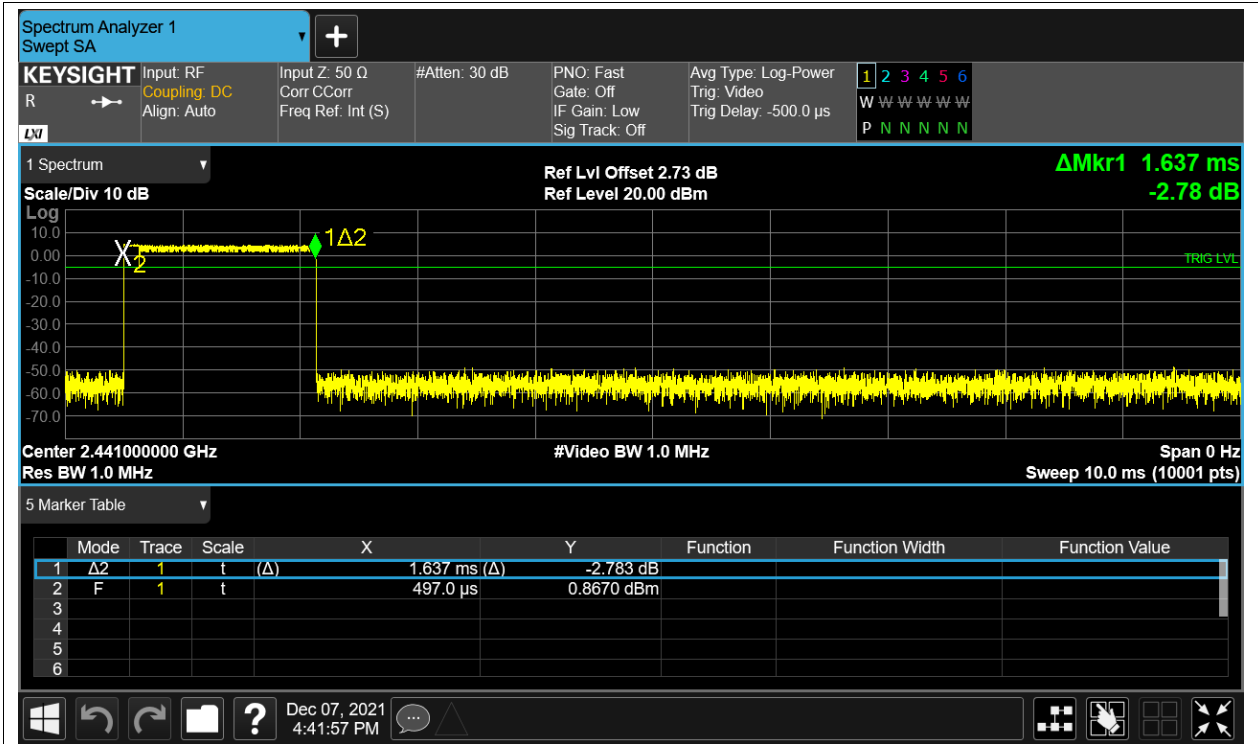 Spectrum Analyzer 1
Swept SA
KEYSIGHT
R
LXI
Input: RF
Coupling: DC
Align: Auto
Input Z: 50 Ω
Corr CCorr
Freq Ref: Int (S)
#Atten: 30 dB
PNO: Fast
Gate: Off
IF Gain: Low
Sig Track: Off
Avg Type: Log-Power
Trig: Video
Trig Delay: -500.0 µs
1 2 3 4 5 6
W W W W W W
P N N N N N
1 Spectrum
Scale/Div 10 dB
Ref Lvl Offset 2.73 dB
Ref Level 20.00 dBm
ΔMkr1 1.637 ms
-2.78 dB
Log
10.0
0.00
-10.0
-20.0
-30.0
-40.0
-50.0
-60.0
-70.0
1Δ2
2
TRIG LVL
Center 2.441000000 GHz
#Video BW 1.0 MHz
Span 0 Hz
Res BW 1.0 MHz
Sweep 10.0 ms (10001 pts)
5 Marker Table
Mode Trace Scale X Y Function Function Width Function Value
1 Δ2 1 t (Δ) 1.637 ms (Δ) -2.783 dB
2 F 1 t 497.0 µs 0.8670 dBm
3
4
5
6
?
Dec 07, 2021
4:41:57 PM